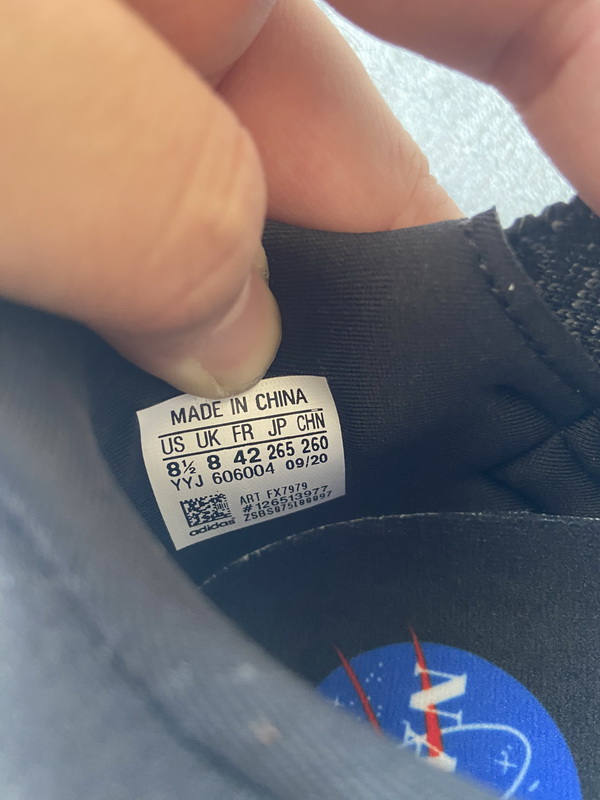 MADE IN CHINA
US UK FR JP CHN
8½ 8 42 265 260
YYJ 606004 09/20
ART FX7979
#126513977
ZSBS075100097
adidas